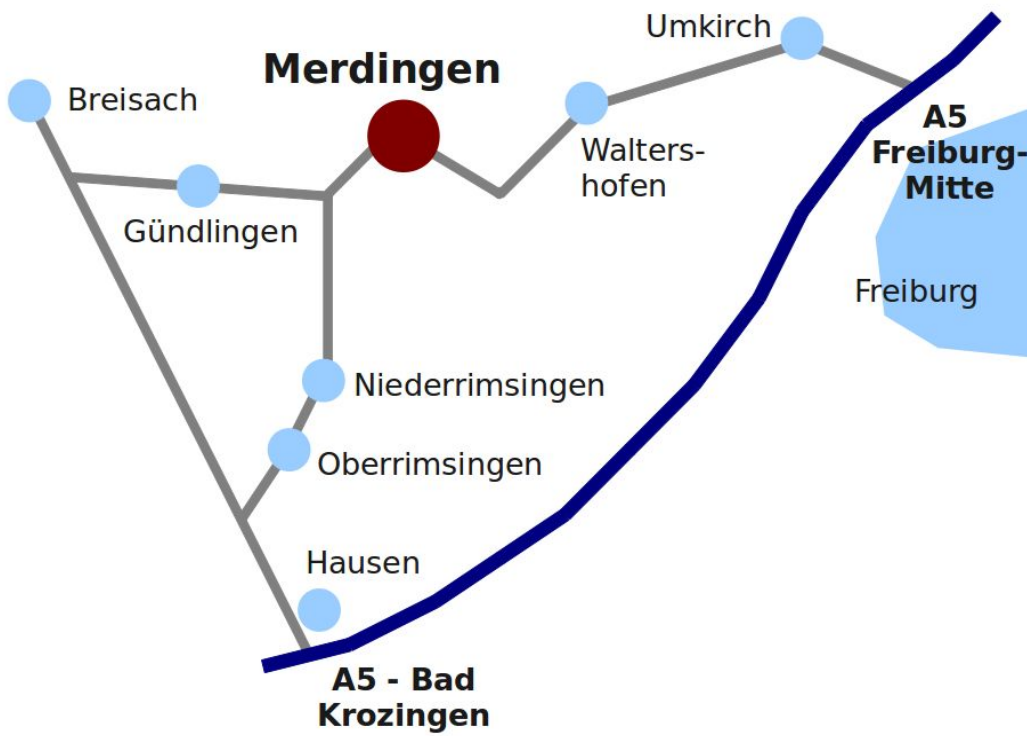 Umkirch
Merdingen
Breisach
A5
Freiburg-
Mitte
Walters-
hofen
Gündlingen
Freiburg
Niederrimsingen
Oberrimsingen
Hausen
A5 - Bad
Krozingen